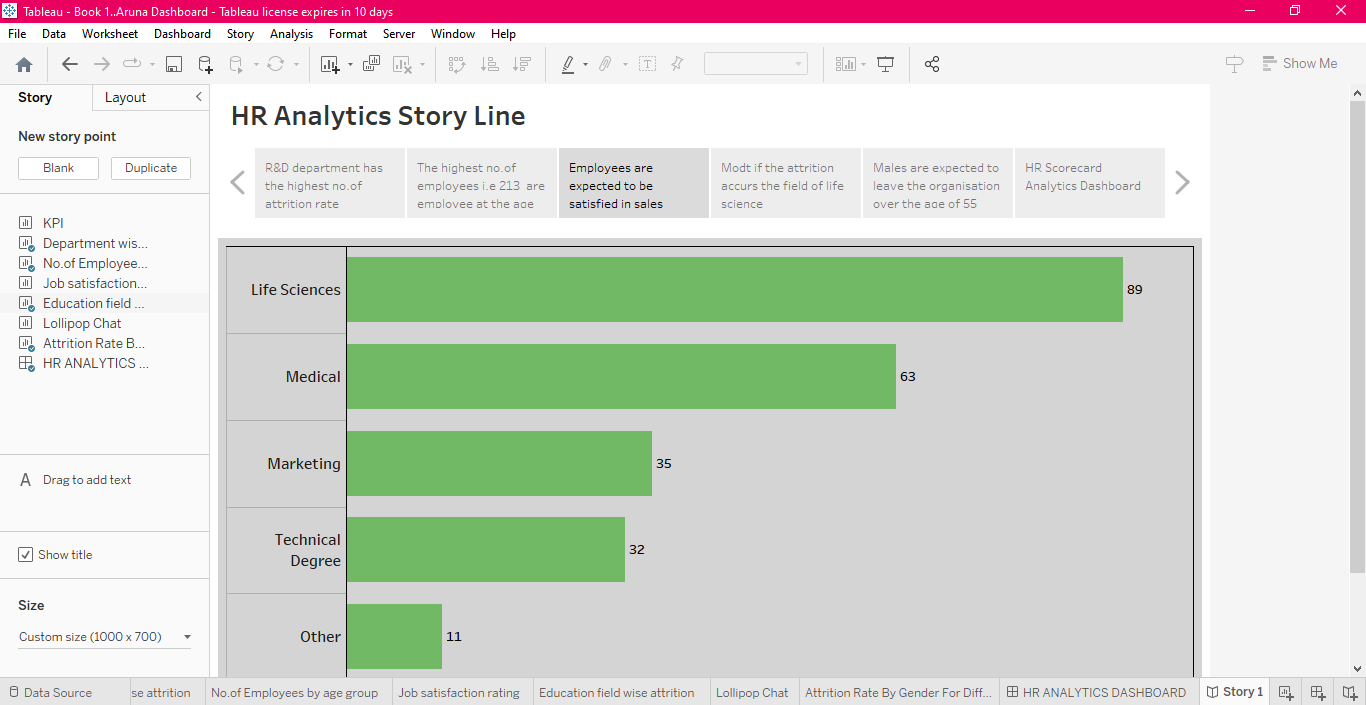 Tableau - Book 1..Aruna Dashboard - Tableau license expires in 10 days
File Data Worksheet Dashboard Story Analysis Format Server Window Help
Show Me
Story Layout
New story point
Blank Duplicate
KPI
Department wis...
No.of Employee...
Job satisfaction...
Education field ...
Lollipop Chat
Attrition Rate B...
HR ANALYTICS ...
A Drag to add text
Show title
Size
Custom size (1000 x 700)
HR Analytics Story Line
R&D department has
the highest no.of
attrition rate
The highest no.of
employees i.e 213 are
employee at the age
Employees are
expected to be
satisfied in sales
Modt if the attrition
accurs the field of life
science
Males are expected to
leave the organisation
over the age of 55
HR Scorecard
Analytics Dashboard
Life Sciences 89
Medical 63
Marketing 35
Technical
Degree 32
Other 11
Data Source se attrition No.of Employees by age group Job satisfaction rating Education field wise attrition Lollipop Chat Attrition Rate By Gender For Diff... HR ANALYTICS DASHBOARD Story 1